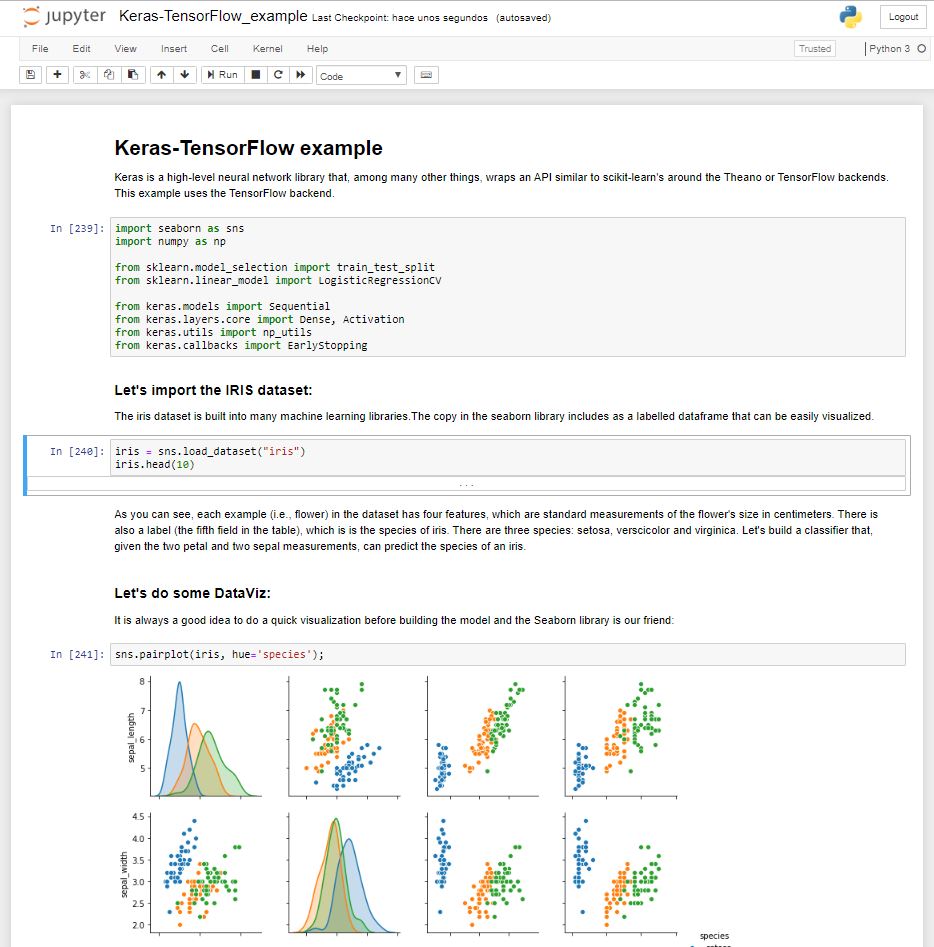 jupyter Keras-TensorFlow_example Last Checkpoint: hace unos segundos (autosaved)
Logout
File Edit View Insert Cell Kernel Help
Trusted
Python 3
Run
Code
Keras-TensorFlow example
Keras is a high-level neural network library that, among many other things, wraps an API similar to scikit-learn's around the Theano or TensorFlow backends.
This example uses the TensorFlow backend.
In [239]:
import seaborn as sns
import numpy as np
from sklearn.model_selection import train_test_split
from sklearn.linear_model import LogisticRegressionCV
from keras.models import Sequential
from keras.layers.core import Dense, Activation
from keras.utils import np_utils
from keras.callbacks import EarlyStopping
Let's import the IRIS dataset:
The iris dataset is built into many machine learning libraries.The copy in the seaborn library includes as a labelled dataframe that can be easily visualized.
In [240]:
iris = sns.load_dataset("iris")
iris.head(10)
...
As you can see, each example (i.e., flower) in the dataset has four features, which are standard measurements of the flower's size in centimeters. There is
also a label (the fifth field in the table), which is is the species of iris. There are three species: setosa, verscicolor and virginica. Let's build a classifier that,
given the two petal and two sepal measurements, can predict the species of an iris.
Let's do some DataViz:
It is always a good idea to do a quick visualization before building the model and the Seaborn library is our friend:
In [241]:
sns.pairplot(iris, hue='species');
8
7
6
5
sepal_length
4.5
4.0
3.5
3.0
2.5
2.0
sepal_width
species